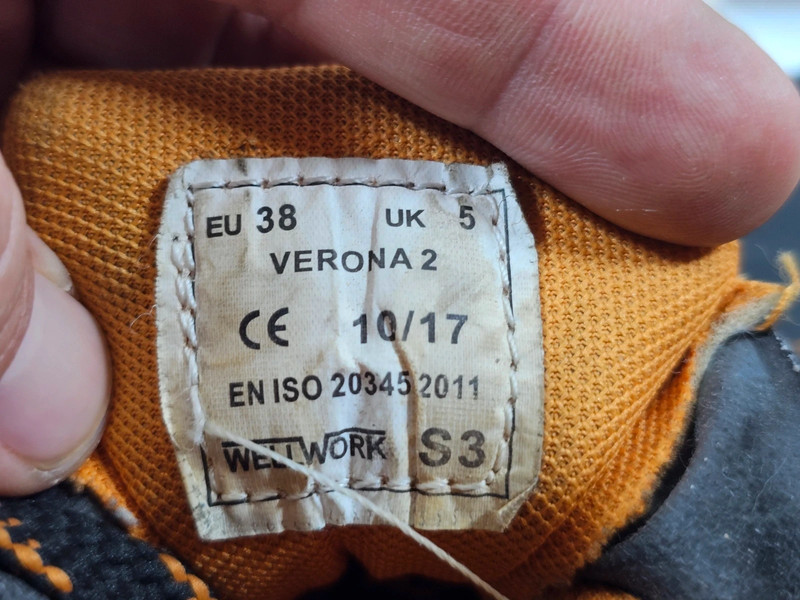 EU 38 UK 5
VERONA 2
CE 10/17
EN ISO 20345 2011
WELLWORK S3